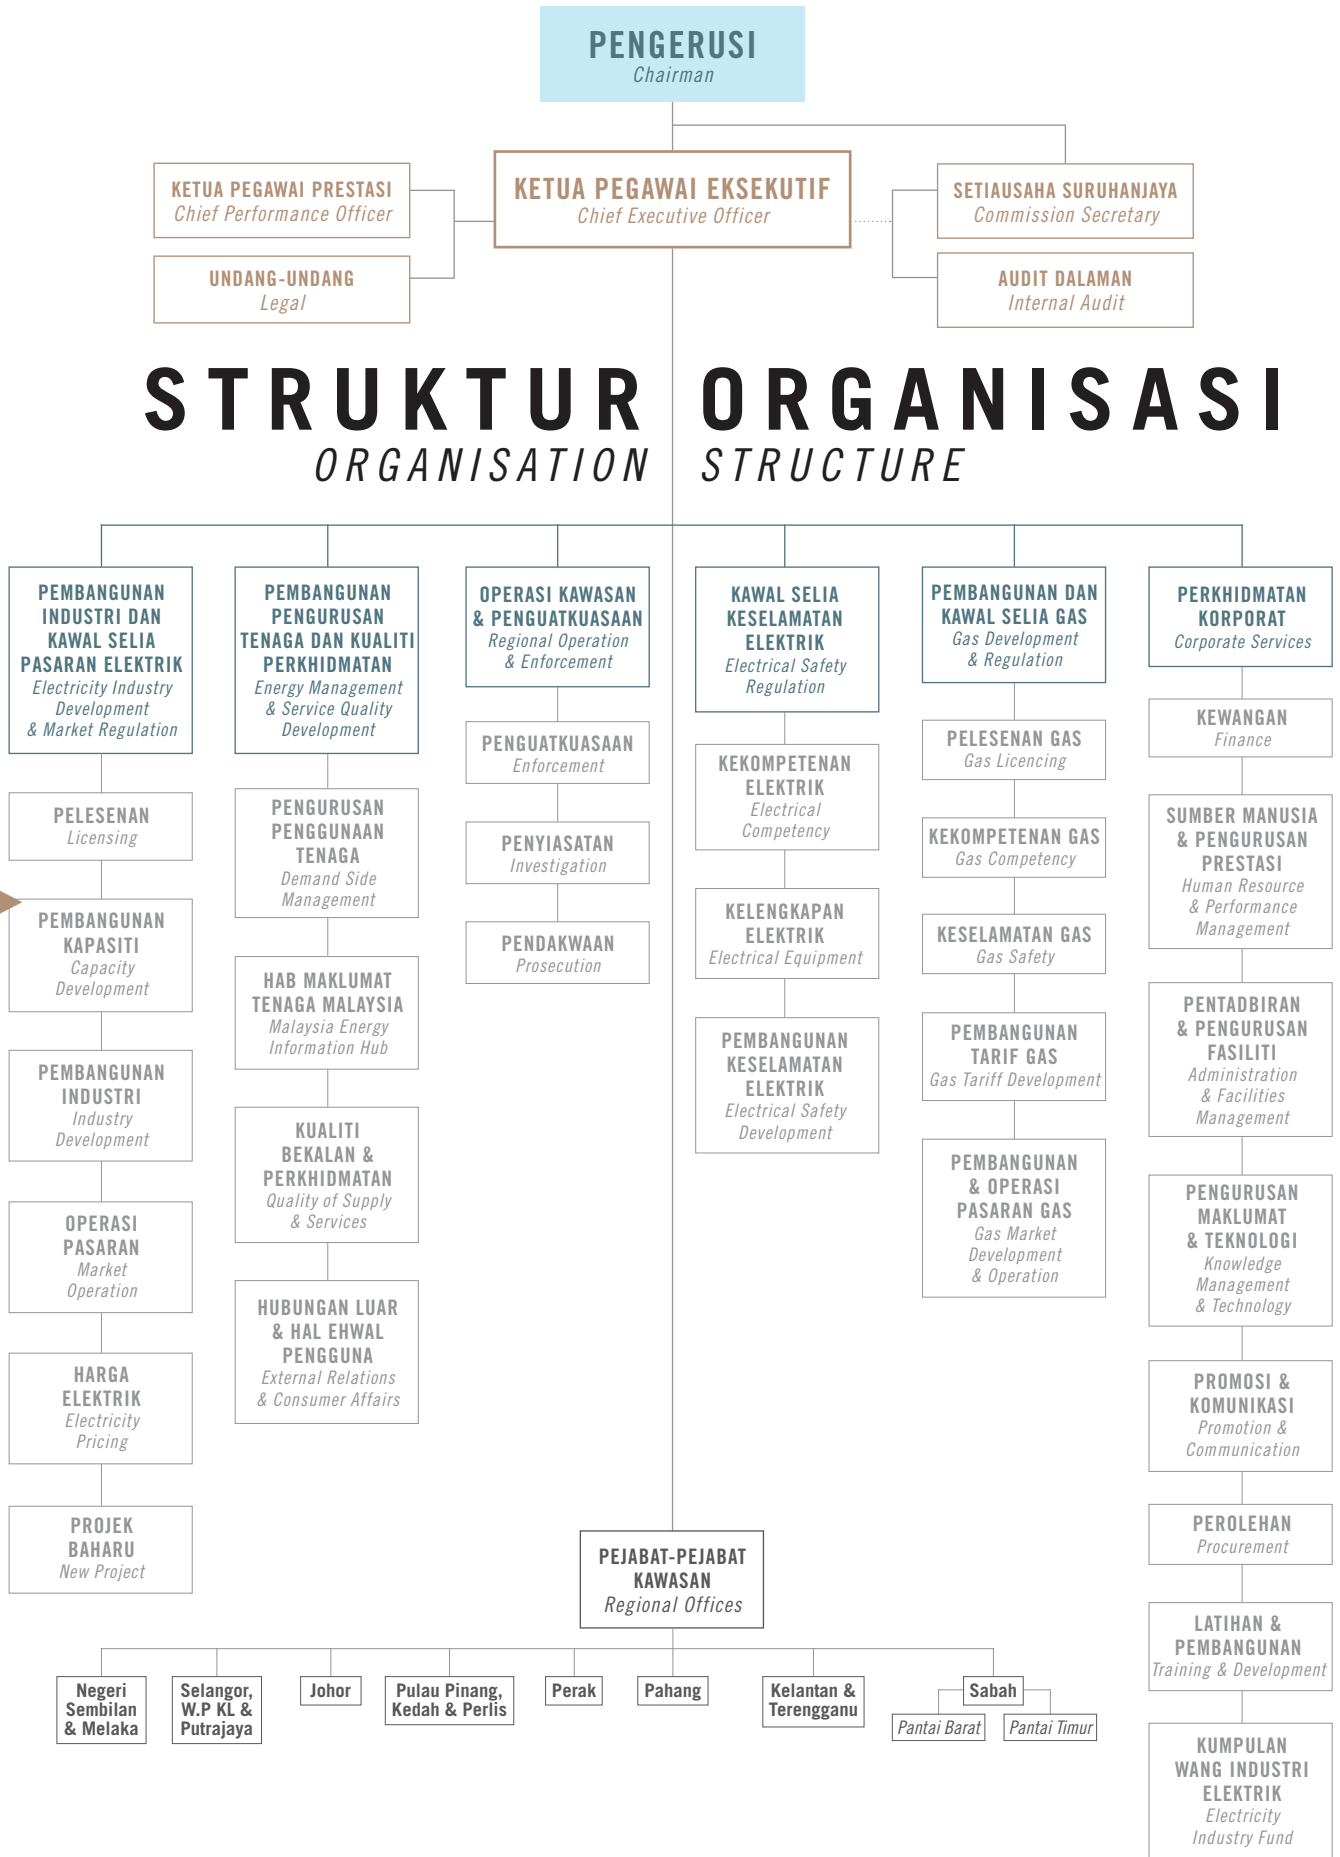 PENGERUSI
Chairman
KETUA PEGAWAI PRESTASI
Chief Performance Officer
KETUA PEGAWAI EKSEKUTIF
Chief Executive Officer
SETIAUSAHA SURUHANJAYA
Commission Secretary
UNDANG-UNDANG
Legal
AUDIT DALAMAN
Internal Audit
STRUKTUR ORGANISASI
ORGANISATION STRUCTURE
PEMBANGUNAN
INDUSTRI DAN
KAWAL SELIA
PASARAN ELEKTRIK
Electricity Industry
Development
& Market Regulation
PELESENAN
Licensing
PEMBANGUNAN
KAPASITI
Capacity
Development
PEMBANGUNAN
INDUSTRI
Industry
Development
OPERASI
PASARAN
Market
Operation
HARGA
ELEKTRIK
Electricity
Pricing
PROJEK
BAHARU
New Project
PEMBANGUNAN
PENGURUSAN
TENAGA DAN KUALITI
PERKHIDMATAN
Energy Management
& Service Quality
Development
PENGURUSAN
PENGGUNAAN
TENAGA
Demand Side
Management
HAB MAKLUMAT
TENAGA MALAYSIA
Malaysia Energy
Information Hub
KUALITI
BEKALAN &
PERKHIDMATAN
Quality of Supply
& Services
HUBUNGAN LUAR
& HAL EHWAL
PENGGUNA
External Relations
& Consumer Affairs
OPERASI KAWASAN
& PENGUATKUASAAN
Regional Operation
& Enforcement
PENGUATKUASAAN
Enforcement
PENYIASATAN
Investigation
PENDAKWAAN
Prosecution
KAWAL SELIA
KESELAMATAN
ELEKTRIK
Electrical Safety
Regulation
KEKOMPETENAN
ELEKTRIK
Electrical
Competency
KELENGKAPAN
ELEKTRIK
Electrical Equipment
PEMBANGUNAN
KESELAMATAN
ELEKTRIK
Electrical Safety
Development
PEMBANGUNAN DAN
KAWAL SELIA GAS
Gas Development
& Regulation
PELESENAN GAS
Gas Licencing
KEKOMPETENAN GAS
Gas Competency
KESELAMATAN GAS
Gas Safety
PEMBANGUNAN
TARIF GAS
Gas Tariff Development
PEMBANGUNAN
& OPERASI
PASARAN GAS
Gas Market
Development
& Operation
PERKHIDMATAN
KORPORAT
Corporate Services
KEWANGAN
Finance
SUMBER MANUSIA
& PENGURUSAN
PRESTASI
Human Resource
& Performance
Management
PENTADBIRAN
& PENGURUSAN
FASILITI
Administration
& Facilities
Management
PENGURUSAN
MAKLUMAT
& TEKNOLOGI
Knowledge
Management
& Technology
PROMOSI &
KOMUNIKASI
Promotion &
Communication
PEROLEHAN
Procurement
LATIHAN &
PEMBANGUNAN
Training & Development
KUMPULAN
WANG INDUSTRI
ELEKTRIK
Electricity
Industry Fund
PEJABAT-PEJABAT
KAWASAN
Regional Offices
Negeri
Sembilan
& Melaka
Selangor,
W.P KL &
Putrajaya
Johor
Pulau Pinang,
Kedah & Perlis
Perak
Pahang
Kelantan &
Terengganu
Sabah
Pantai Barat
Pantai Timur